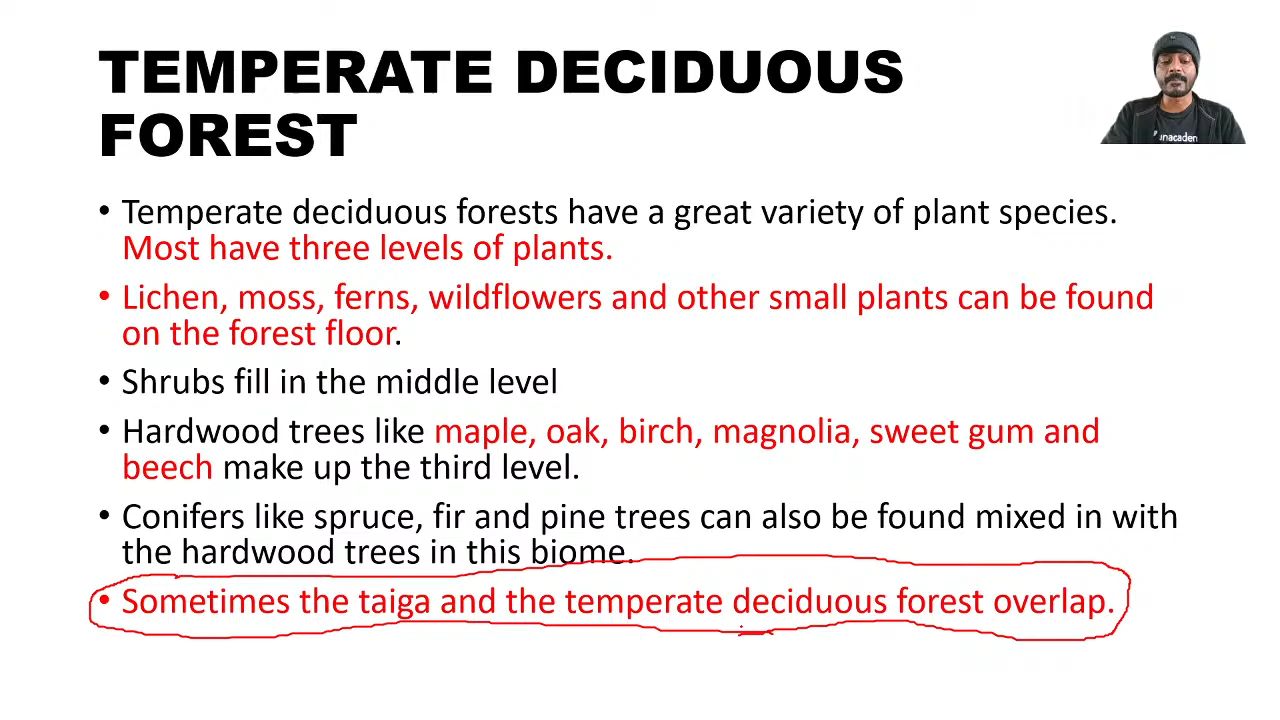 TEMPERATE DECIDUOUS
FOREST
• Temperate deciduous forests have a great variety of plant species.
Most have three levels of plants.
• Lichen, moss, ferns, wildflowers and other small plants can be found
on the forest floor.
• Shrubs fill in the middle level
• Hardwood trees like maple, oak, birch, magnolia, sweet gum and
beech make up the third level.
• Conifers like spruce, fir and pine trees can also be found mixed in with
the hardwood trees in this biome.
• Sometimes the taiga and the temperate deciduous forest overlap.